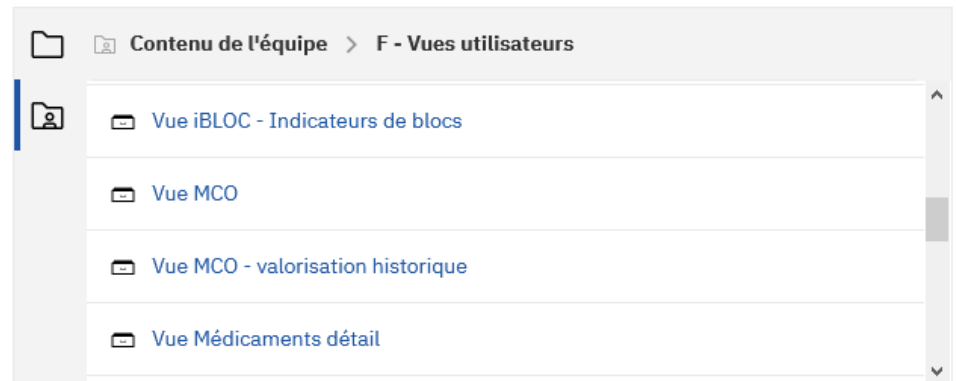 Contenu de l'équipe > F - Vues utilisateurs
Vue iBLOC - Indicateurs de blocs
Vue MCO
Vue MCO - valorisation historique
Vue Médicaments détail